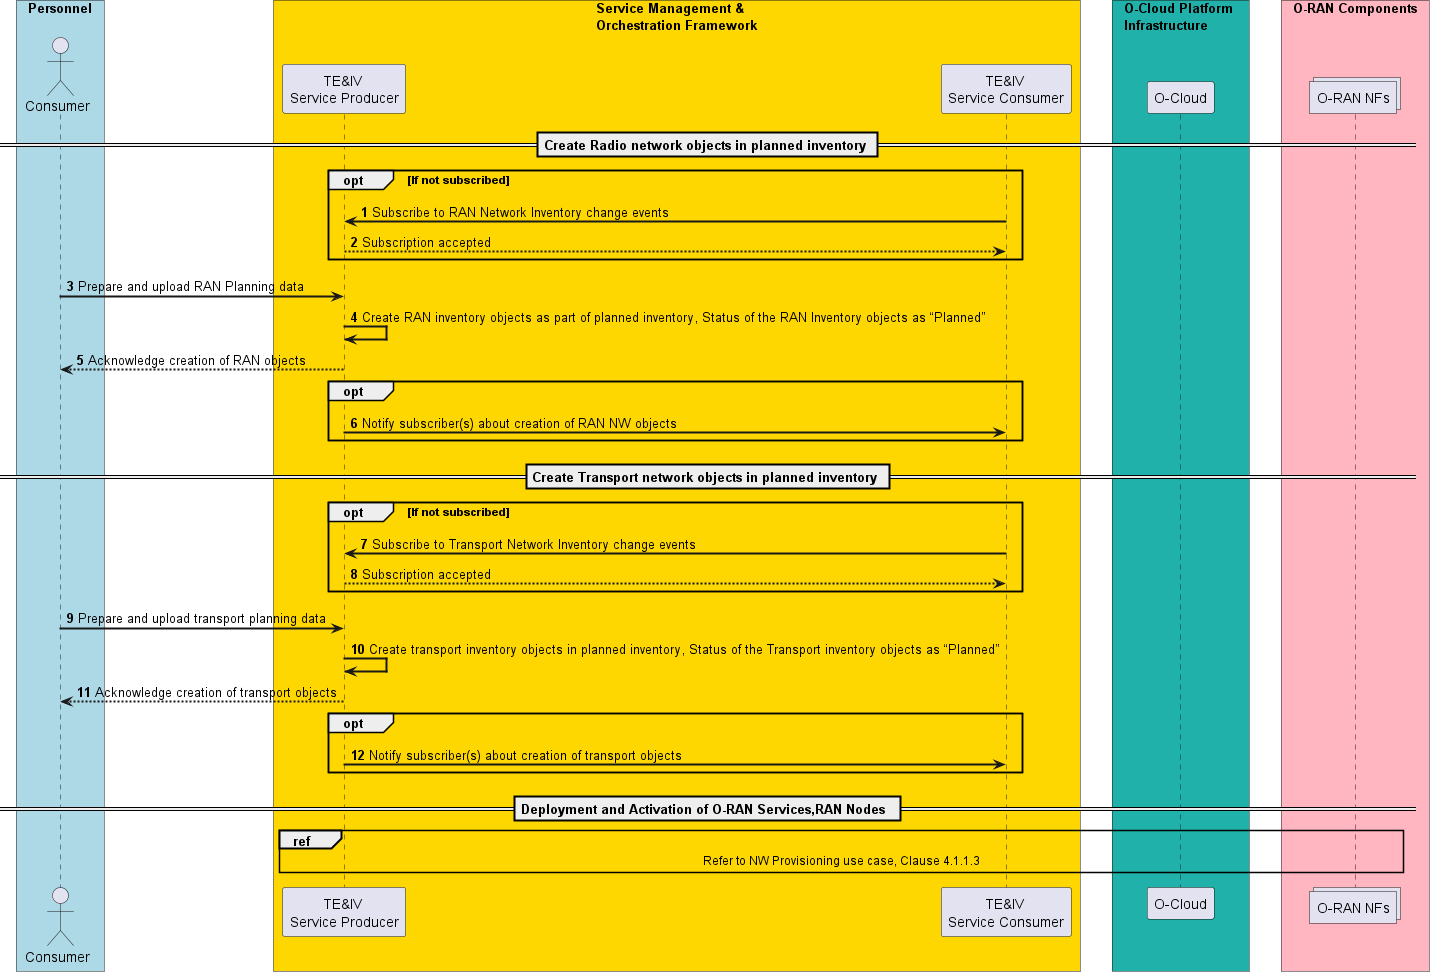 Personnel
Service Management &
Orchestration Framework
O-Cloud Platform
Infrastructure
O-RAN Components
Consumer
TE&IV
Service Producer
TE&IV
Service Consumer
O-Cloud
O-RAN NFs
Create Radio network objects in planned inventory
opt [If not subscribed]
1 Subscribe to RAN Network Inventory change events
2 Subscription accepted
3 Prepare and upload RAN Planning data
4 Create RAN inventory objects as part of planned inventory, Status of the RAN Inventory objects as “Planned”
5 Acknowledge creation of RAN objects
opt
6 Notify subscriber(s) about creation of RAN NW objects
Create Transport network objects in planned inventory
opt [If not subscribed]
7 Subscribe to Transport Network Inventory change events
8 Subscription accepted
9 Prepare and upload transport planning data
10 Create transport inventory objects in planned inventory, Status of the Transport inventory objects as “Planned”
11 Acknowledge creation of transport objects
opt
12 Notify subscriber(s) about creation of transport objects
Deployment and Activation of O-RAN Services,RAN Nodes
ref
Refer to NW Provisioning use case, Clause 4.1.1.3
Consumer
TE&IV
Service Producer
TE&IV
Service Consumer
O-Cloud
O-RAN NFs